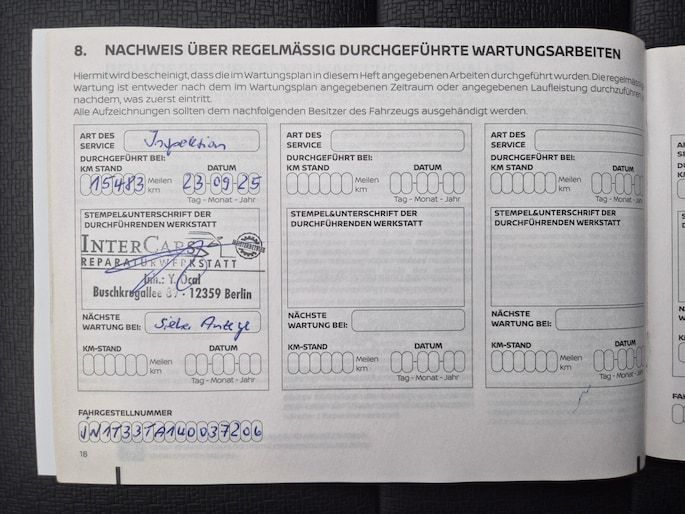 8. NACHWEIS ÜBER REGELMÄSSIG DURCHGEFÜHRTE WARTUNGSARBEITEN
Hiermit wird bescheinigt, dass die im Wartungsplan in diesem Heft angegebenen Arbeiten durchgeführt wurden. Die regelmässig
Wartung ist entweder nach dem im Wartungsplan angegebenen Zeitraum oder angegebenen Laufleistung durchzuführen
nachdem, was zuerst eintritt.
Alle Aufzeichnungen sollten dem nachfolgenden Besitzer des Fahrzeugs ausgehändigt werden.
ART DES
SERVICE
Inspektion
DURCHGEFÜHRT BEI:
KM STAND DATUM
15483 Meilen km 23-09-25
Tag - Monat - Jahr
STEMPEL&UNTERSCHRIFT DER
DURCHFÜHRENDEN WERKSTATT
INTERCARS
REPARATURWERKSTATT
Inh.: Y. Öcal
Buschkrugallee 12359 Berlin
NÄCHSTE
WARTUNG BEI:
siehe Anzeige
KM-STAND DATUM
Meilen
km
Tag - Monat - Jahr
ART DES
SERVICE
DURCHGEFÜHRT BEI:
KM STAND DATUM
Meilen
km
Tag - Monat - Jahr
STEMPEL&UNTERSCHRIFT DER
DURCHFÜHRENDEN WERKSTATT
NÄCHSTE
WARTUNG BEI:
KM-STAND DATUM
Meilen
km
Tag - Monat - Jahr
ART DES
SERVICE
DURCHGEFÜHRT BEI:
KM STAND DATUM
Meilen
km
Tag - Monat - Jahr
STEMPEL&UNTERSCHRIFT DER
DURCHFÜHRENDEN WERKSTATT
NÄCHSTE
WARTUNG BEI:
KM-STAND DATUM
Meilen
km
Tag - Monat - Jahr
FAHRGESTELLNUMMER
JN1T33TA1U0037206
18